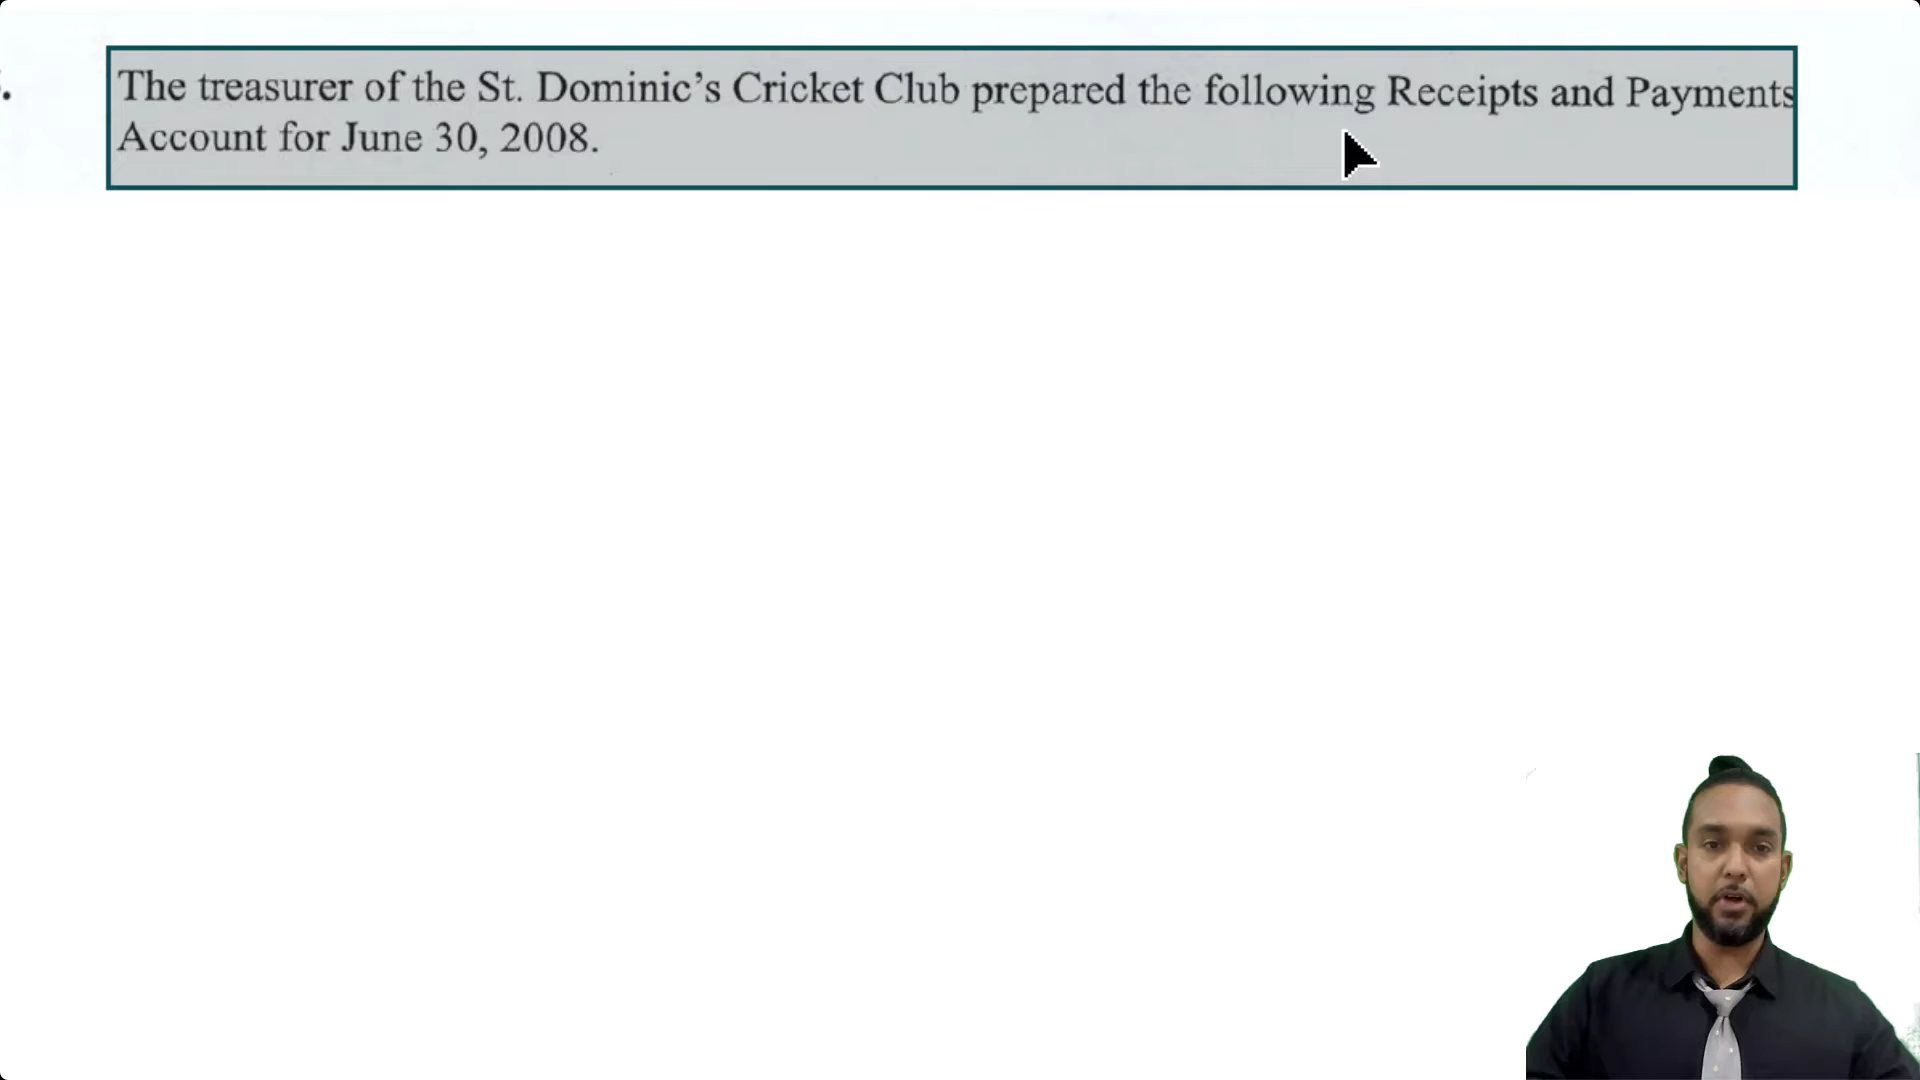 The treasurer of the St. Dominic's Cricket Club prepared the following Receipts and Payments
Account for June 30, 2008.